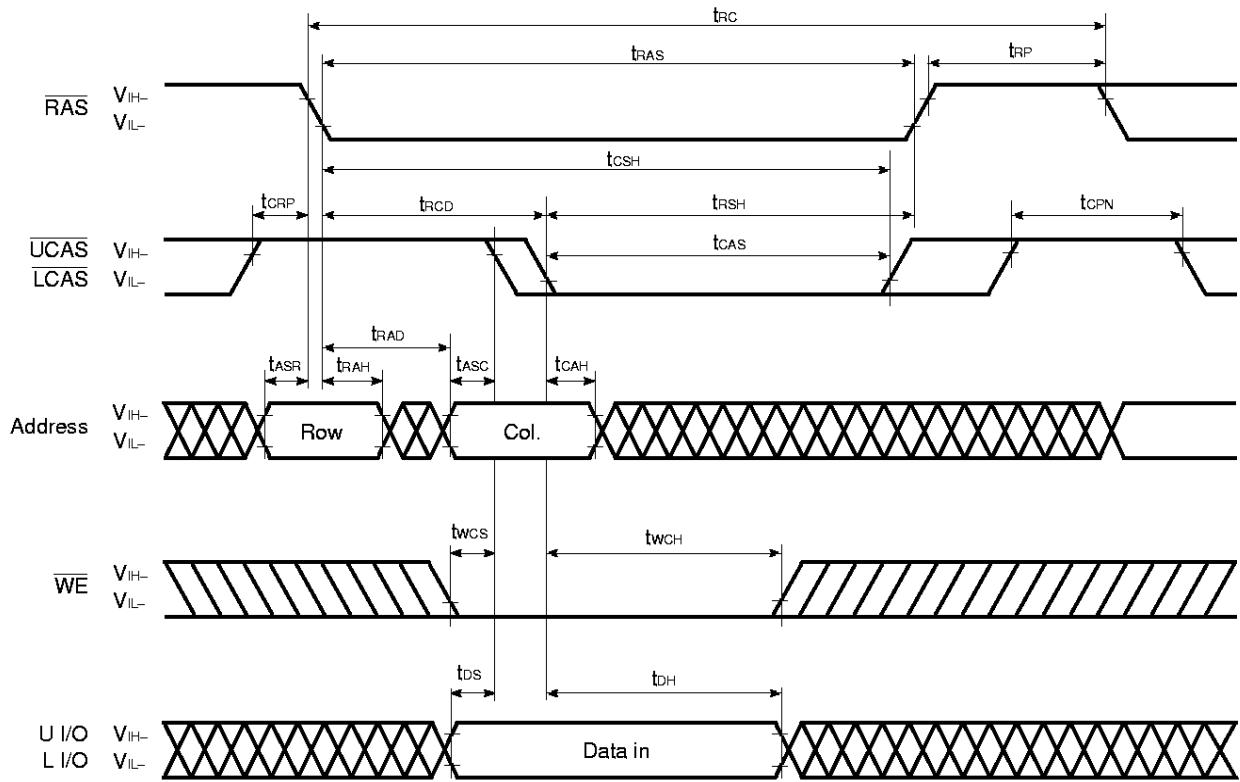 tRC
tRAS tRP
RAS VIH–
VIL–
tCSH
tCRP tRCD tRSH tCPN
UCAS VIH– tCAS
LCAS VIL–
tRAD
tASR tRAH tASC tCAH
Address VIH–
VIL– Row Col.
tWCS tWCH
WE VIH–
VIL–
tDS tDH
U I/O VIH–
L I/O VIL– Data in